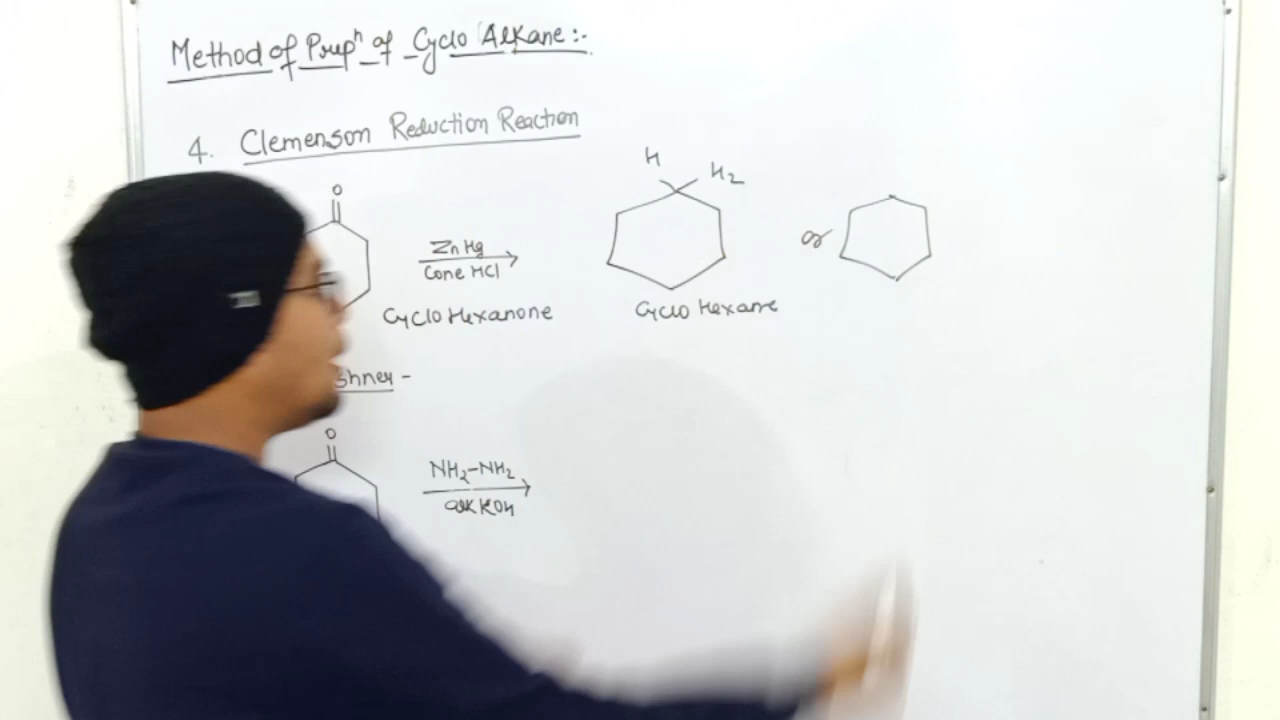 Method of Prepⁿ of Cyclo Alkane :-
4. Clemenson Reduction Reaction
O
Zn Hg
Conc HCl
H
H₂
or
Cyclo Hexanone
Cyclo Hexane
shner -
O
NH₂-NH₂
alk KOH